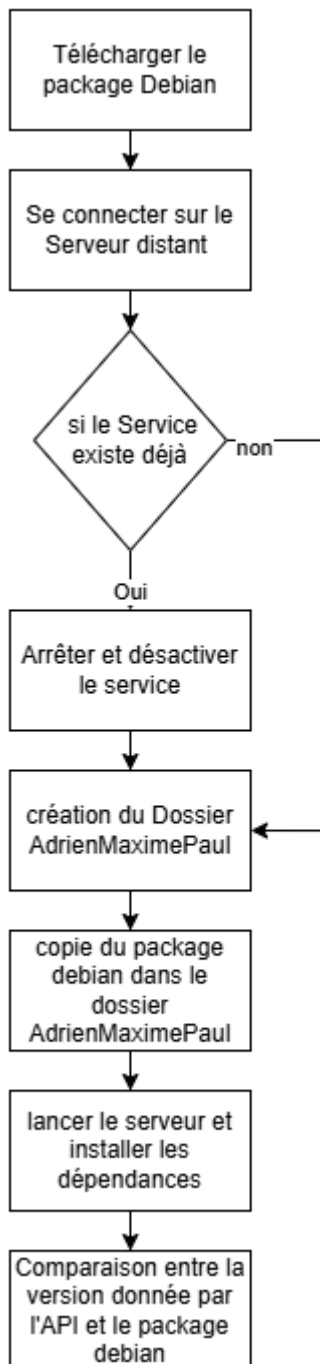 Télécharger le
package Debian
Se connecter sur le
Serveur distant
si le Service
existe déjà
non
Oui
Arrêter et désactiver
le service
création du Dossier
AdrienMaximePaul
copie du package
debian dans le
dossier
AdrienMaximePaul
lancer le serveur et
installer les
dépendances
Comparaison entre la
version donnée par
l'API et le package
debian